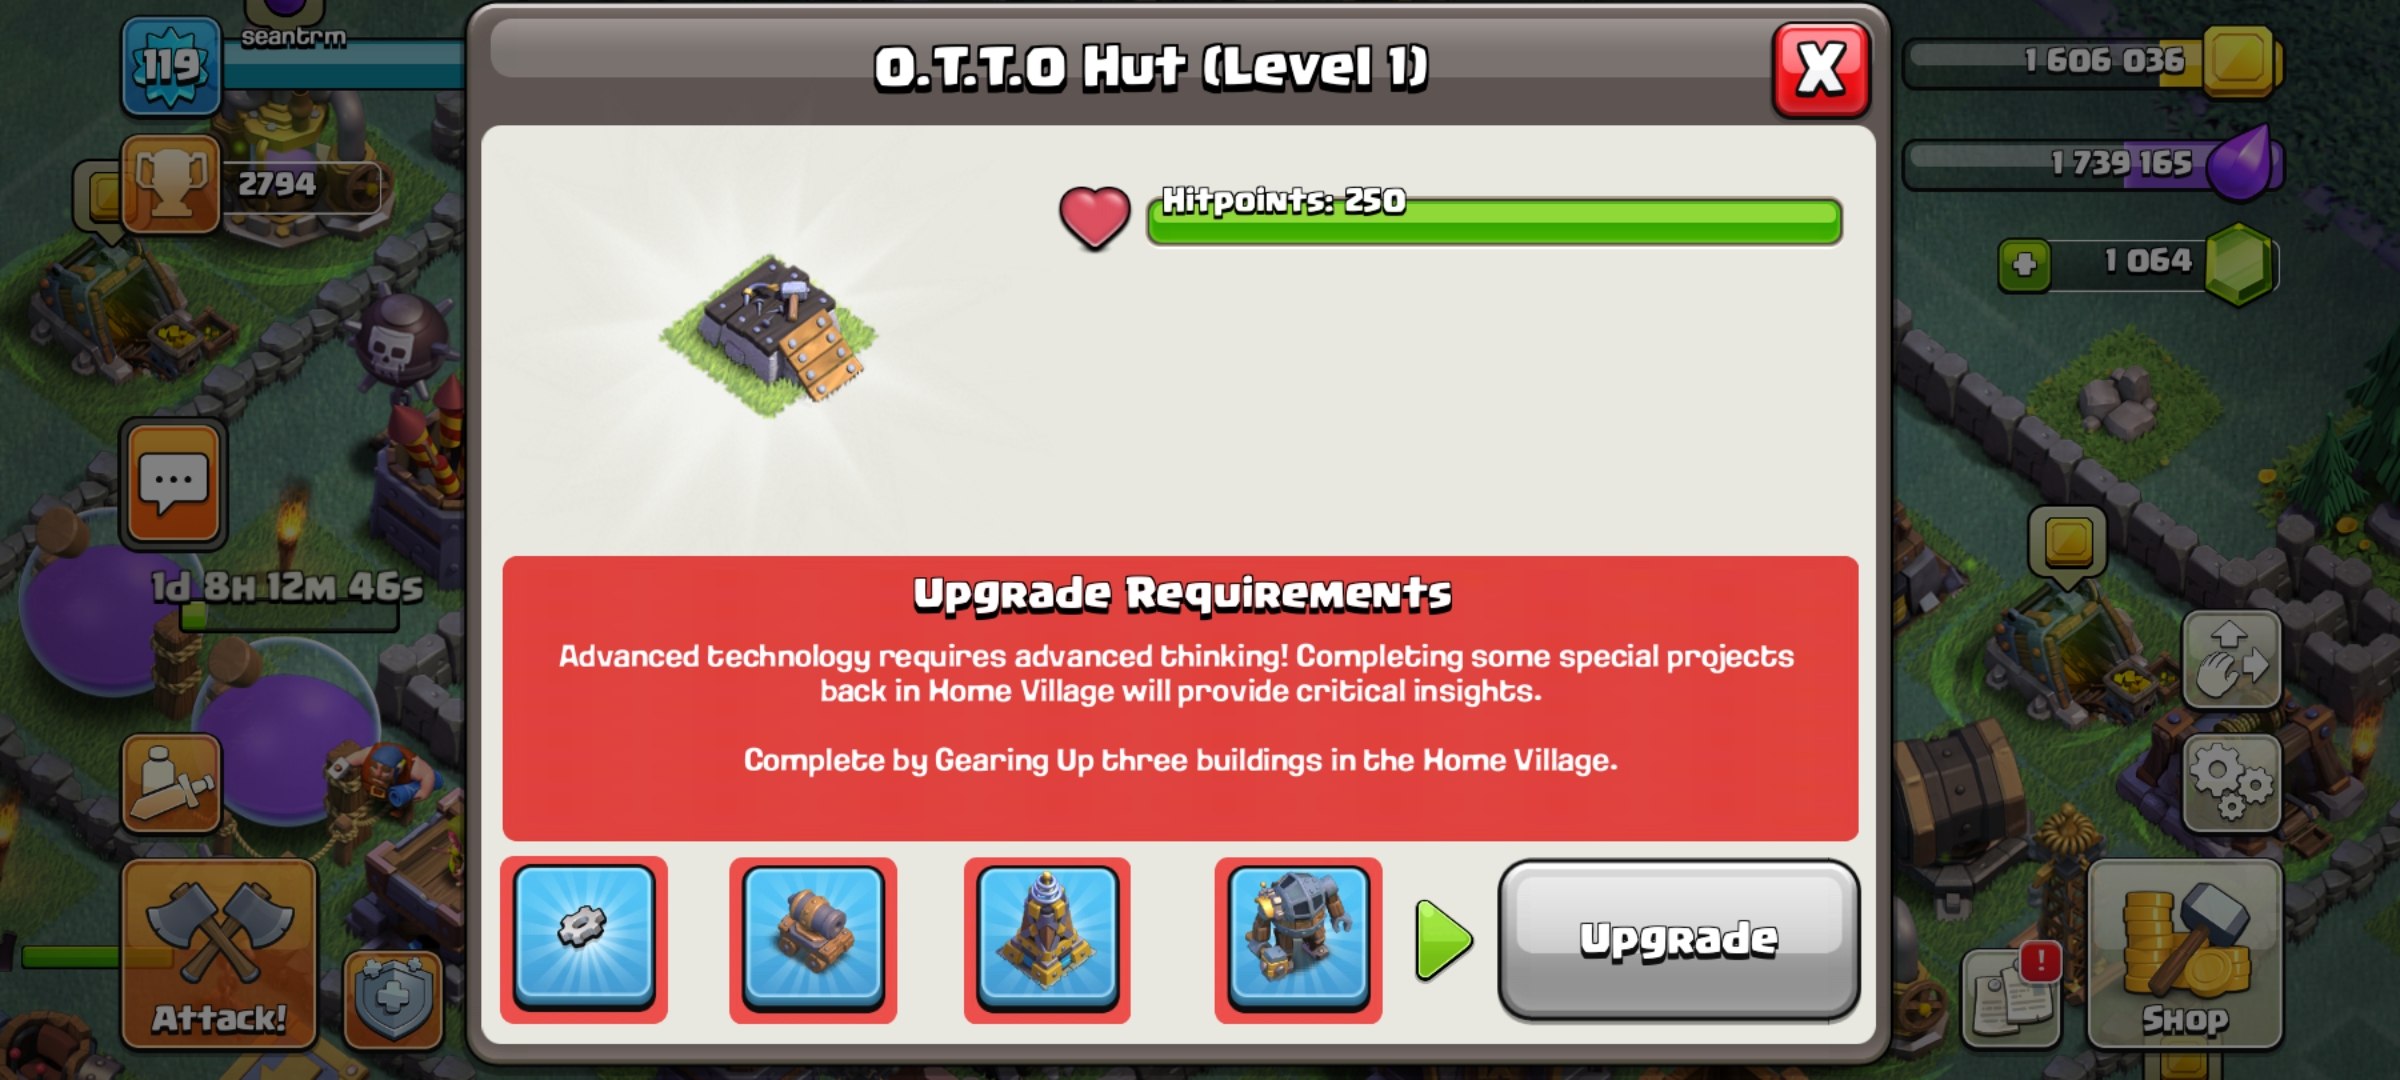 119
seantrm
O.T.T.O Hut (Level 1)
X
1 606 036
2794
Hitpoints: 250
1 739 165
1 064
1d 8H 12M 46s
Upgrade Requirements
Advanced technology requires advanced thinking! Completing some special projects
back in Home Village will provide critical insights.
Complete by Gearing Up three buildings in the Home Village.
Attack!
Upgrade
!
Shop